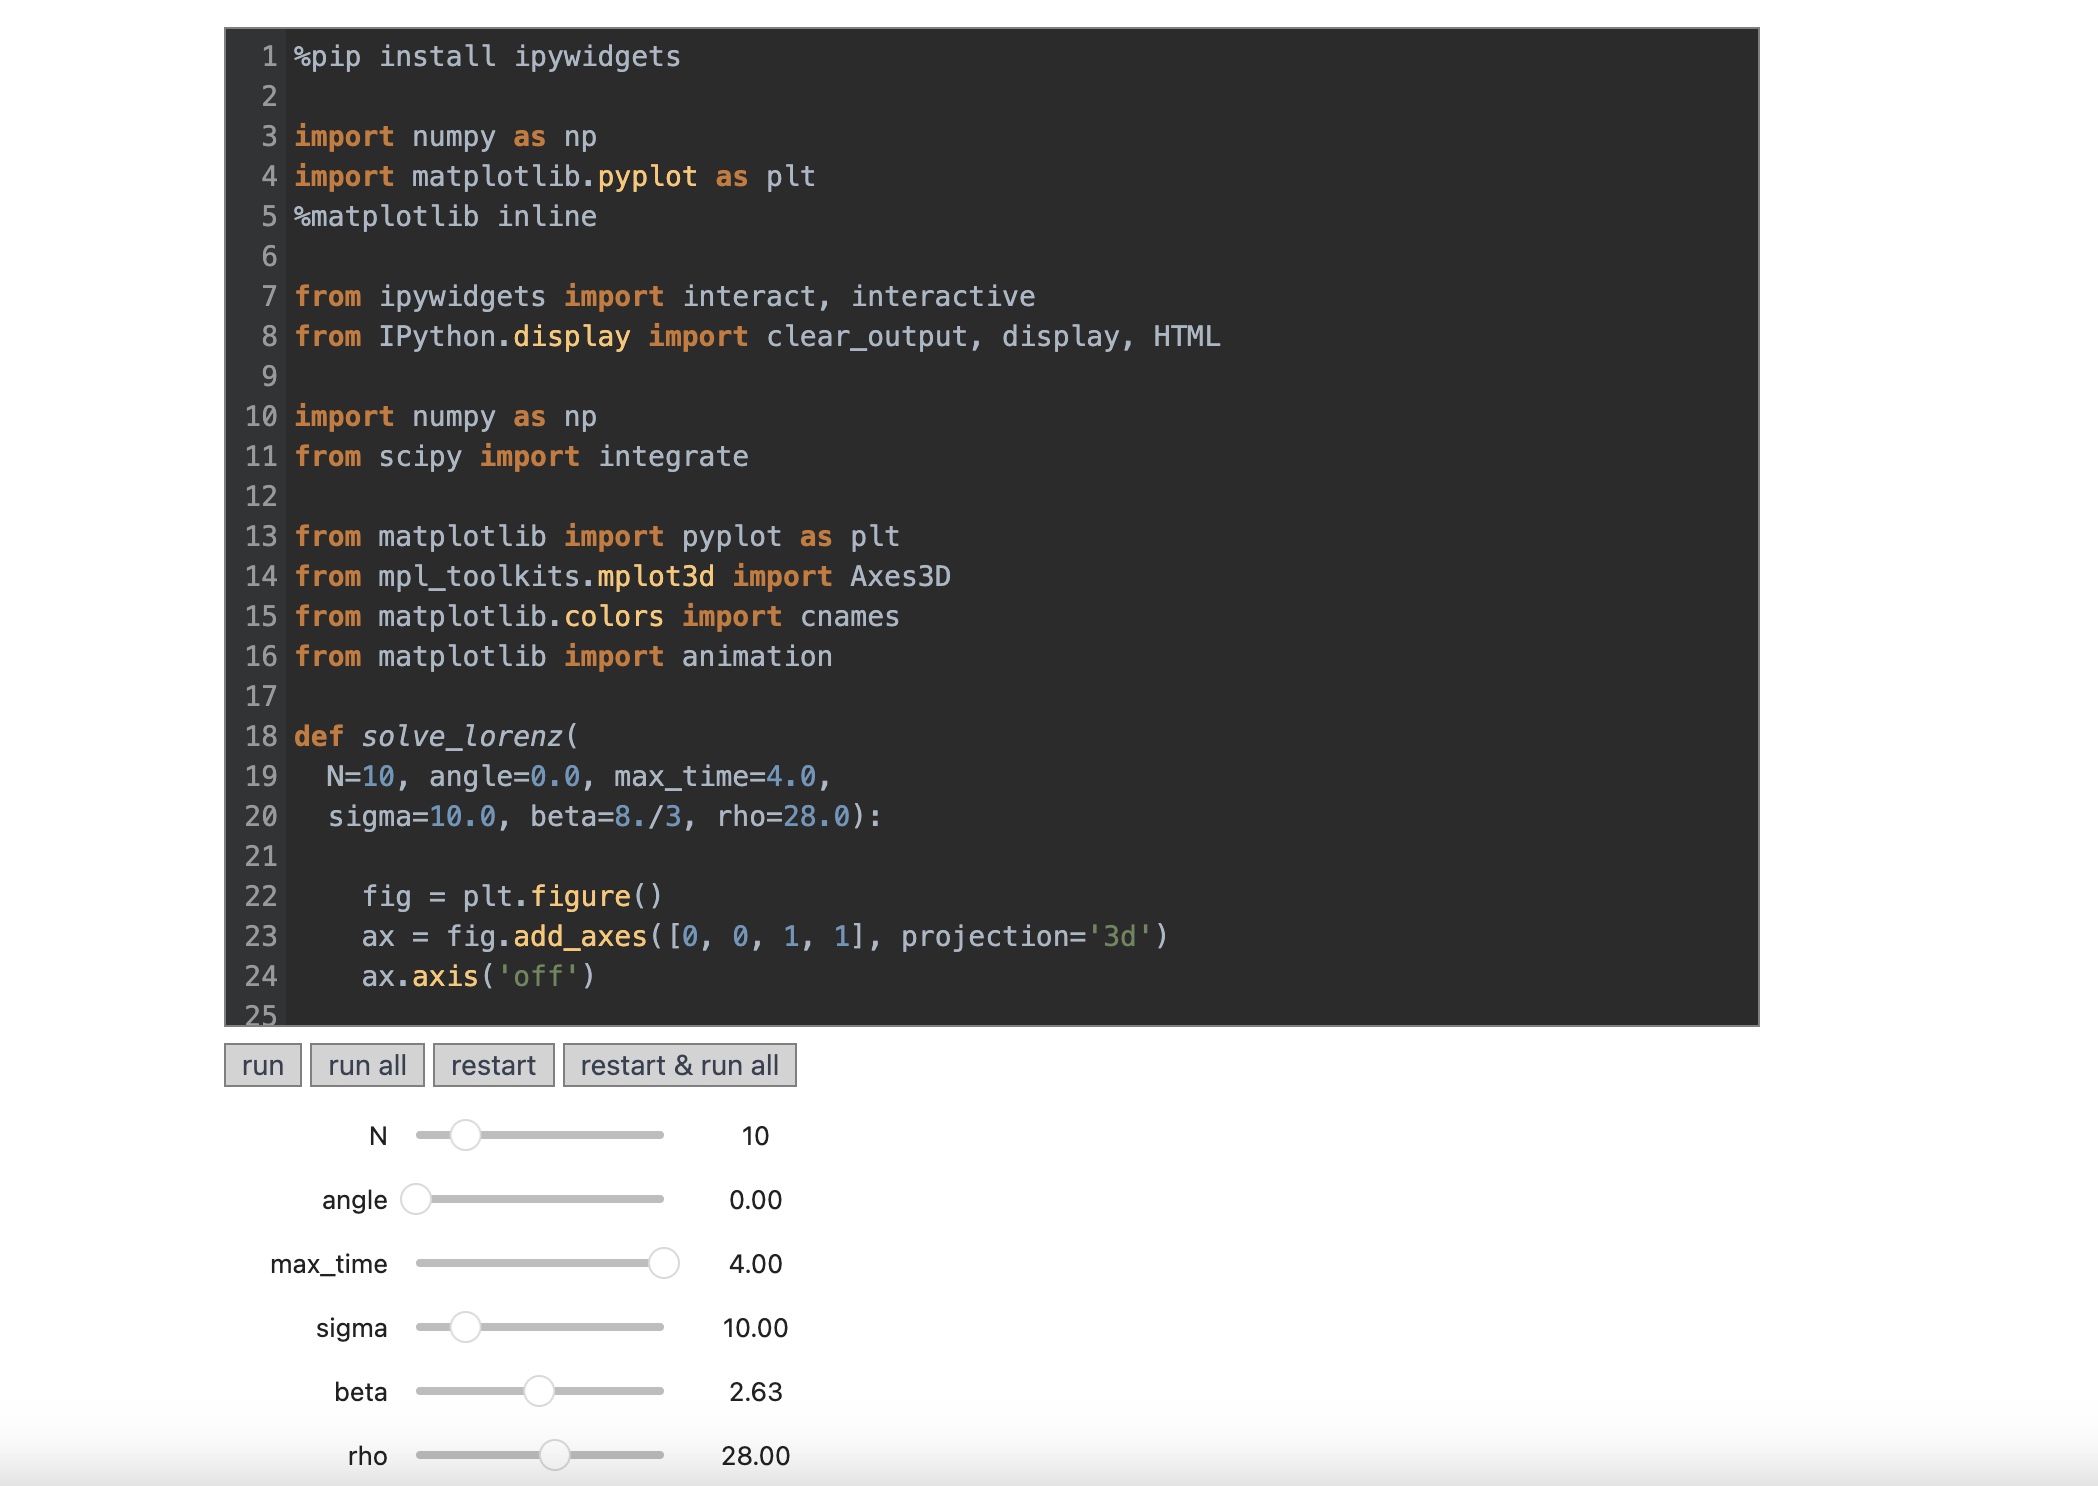 1 %pip install ipywidgets
2
3 import numpy as np
4 import matplotlib.pyplot as plt
5 %matplotlib inline
6
7 from ipywidgets import interact, interactive
8 from IPython.display import clear_output, display, HTML
9
10 import numpy as np
11 from scipy import integrate
12
13 from matplotlib import pyplot as plt
14 from mpl_toolkits.mplot3d import Axes3D
15 from matplotlib.colors import cnames
16 from matplotlib import animation
17
18 def solve_lorenz(
19   N=10, angle=0.0, max_time=4.0,
20   sigma=10.0, beta=8./3, rho=28.0):
21
22     fig = plt.figure()
23     ax = fig.add_axes([0, 0, 1, 1], projection='3d')
24     ax.axis('off')
25
run run all restart restart & run all
N 10
angle 0.00
max_time 4.00
sigma 10.00
beta 2.63
rho 28.00